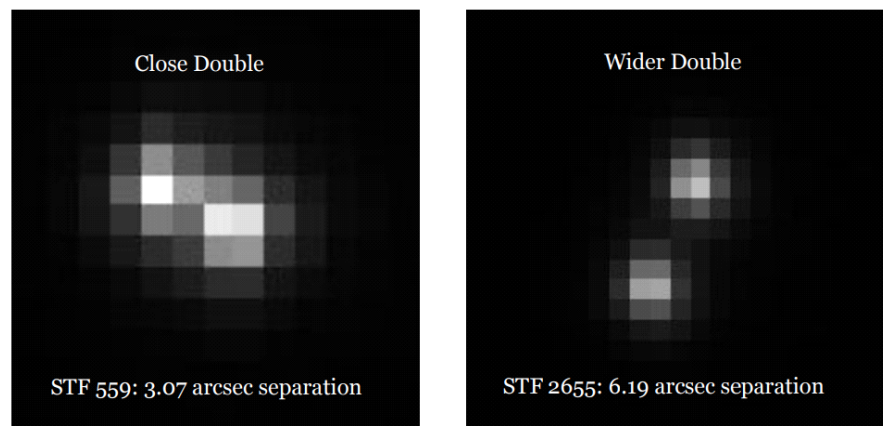 Close Double
STF 559: 3.07 arcsec separation
Wider Double
STF 2655: 6.19 arcsec separation